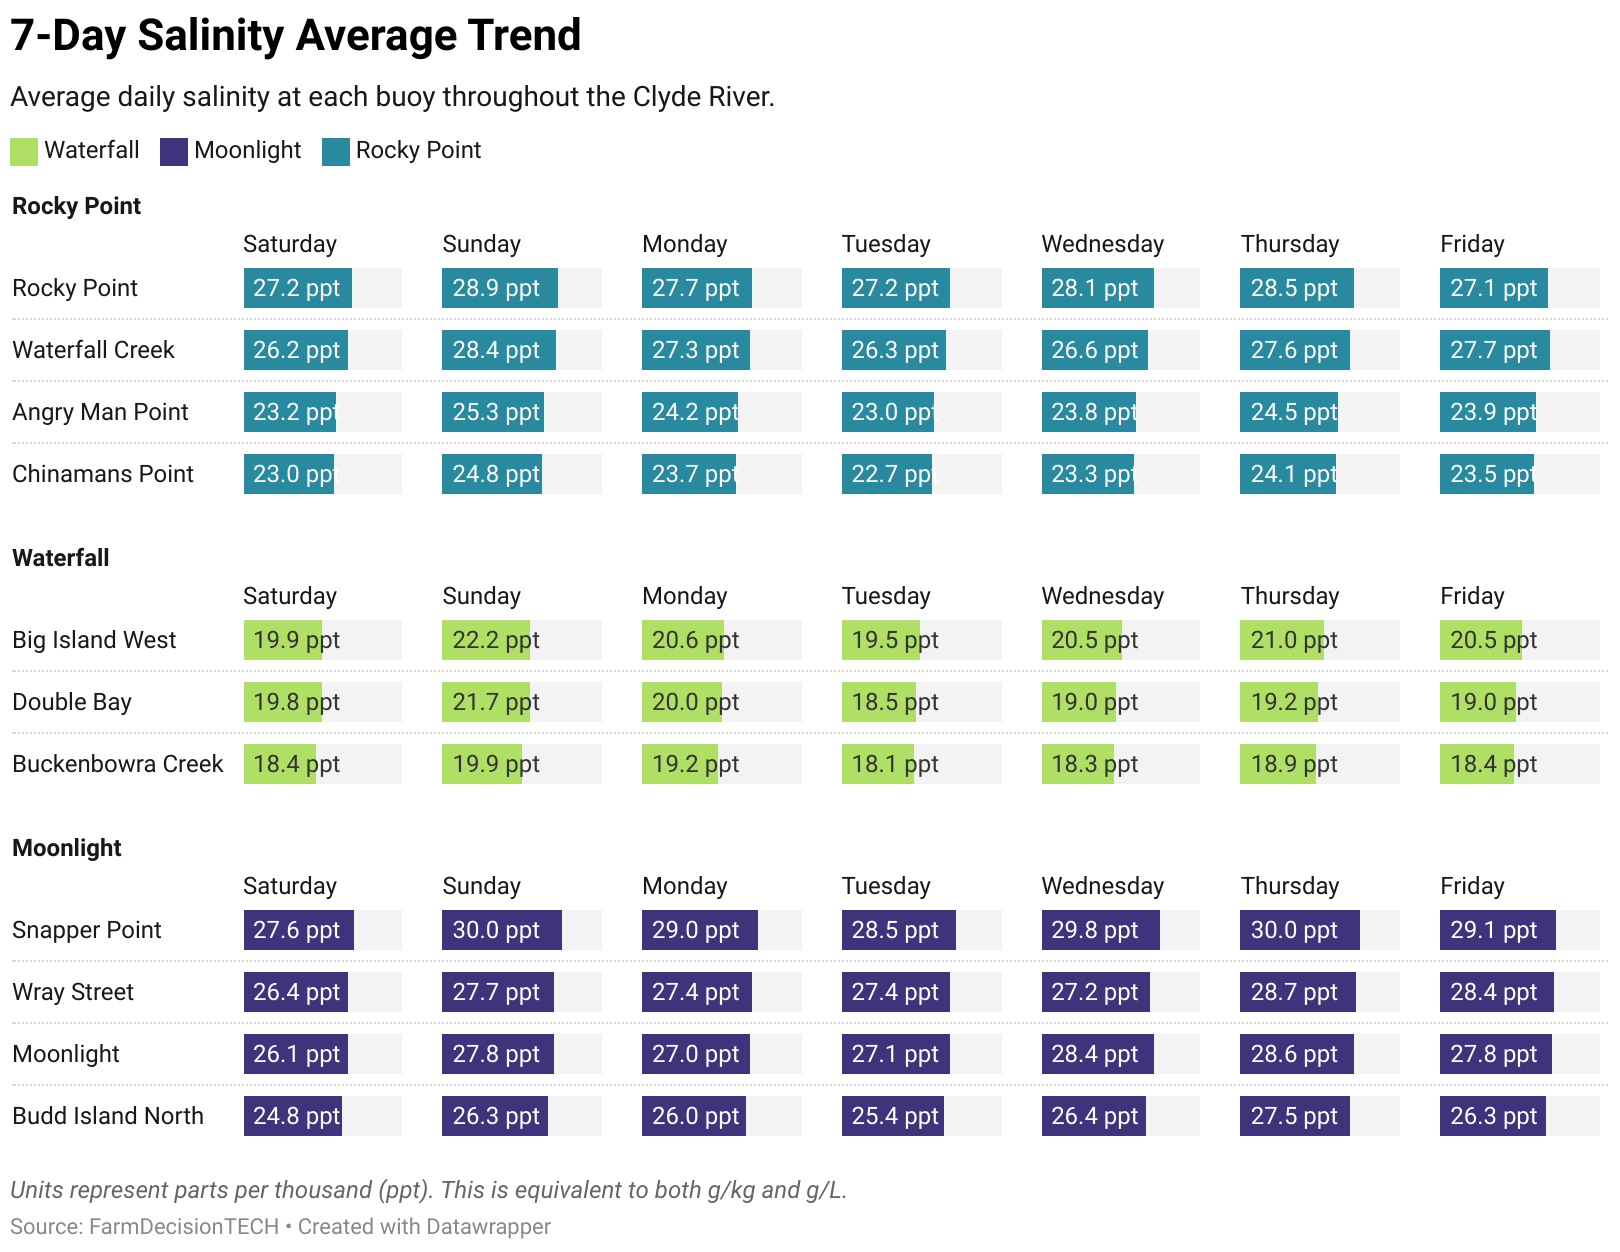 7-Day Salinity Average Trend
Average daily salinity at each buoy throughout the Clyde River.
Waterfall Moonlight Rocky Point
Rocky Point
Saturday Sunday Monday Tuesday Wednesday Thursday Friday
Rocky Point 27.2 ppt 28.9 ppt 27.7 ppt 27.2 ppt 28.1 ppt 28.5 ppt 27.1 ppt
Waterfall Creek 26.2 ppt 28.4 ppt 27.3 ppt 26.3 ppt 26.6 ppt 27.6 ppt 27.7 ppt
Angry Man Point 23.2 ppt 25.3 ppt 24.2 ppt 23.0 ppt 23.8 ppt 24.5 ppt 23.9 ppt
Chinamans Point 23.0 ppt 24.8 ppt 23.7 ppt 22.7 ppt 23.3 ppt 24.1 ppt 23.5 ppt
Waterfall
Saturday Sunday Monday Tuesday Wednesday Thursday Friday
Big Island West 19.9 ppt 22.2 ppt 20.6 ppt 19.5 ppt 20.5 ppt 21.0 ppt 20.5 ppt
Double Bay 19.8 ppt 21.7 ppt 20.0 ppt 18.5 ppt 19.0 ppt 19.2 ppt 19.0 ppt
Buckenbowra Creek 18.4 ppt 19.9 ppt 19.2 ppt 18.1 ppt 18.3 ppt 18.9 ppt 18.4 ppt
Moonlight
Saturday Sunday Monday Tuesday Wednesday Thursday Friday
Snapper Point 27.6 ppt 30.0 ppt 29.0 ppt 28.5 ppt 29.8 ppt 30.0 ppt 29.1 ppt
Wray Street 26.4 ppt 27.7 ppt 27.4 ppt 27.4 ppt 27.2 ppt 28.7 ppt 28.4 ppt
Moonlight 26.1 ppt 27.8 ppt 27.0 ppt 27.1 ppt 28.4 ppt 28.6 ppt 27.8 ppt
Budd Island North 24.8 ppt 26.3 ppt 26.0 ppt 25.4 ppt 26.4 ppt 27.5 ppt 26.3 ppt
Units represent parts per thousand (ppt). This is equivalent to both g/kg and g/L.
Source: FarmDecisionTECH • Created with Datawrapper